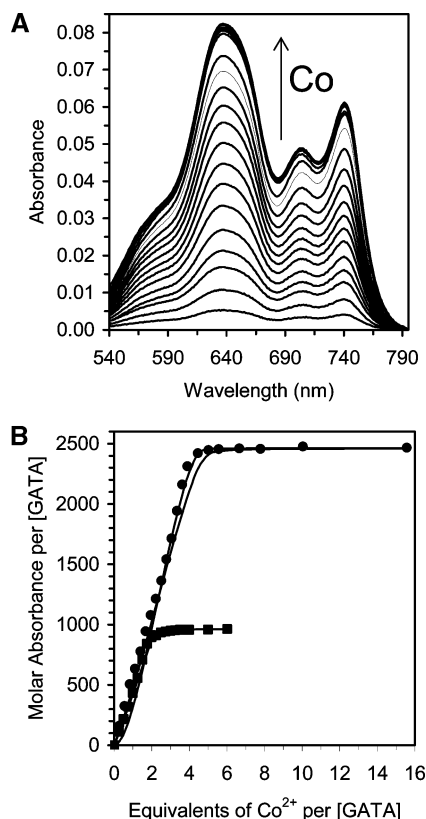 A
0.08
0.07
0.06
0.05
0.04
0.03
0.02
0.01
0.00
Absorbance
Co
540 590 640 690 740 790
Wavelength (nm)
B
2500
2000
1500
1000
500
0
Molar Absorbance per [GATA]
0 2 4 6 8 10 12 14 16
Equivalents of Co²⁺ per [GATA]